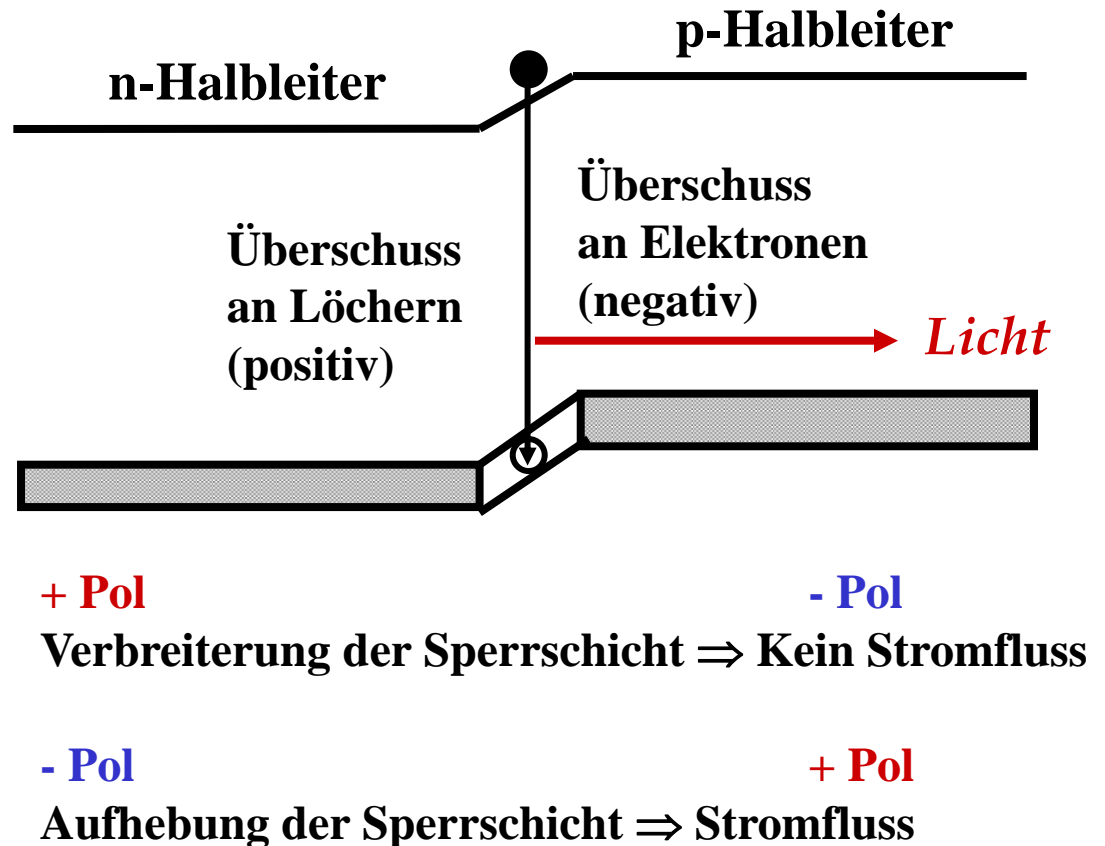 p-Halbleiter
n-Halbleiter
Überschuss
an Elektronen
(negativ)
Überschuss
an Löchern
(positiv)
Licht
+ Pol - Pol
Verbreiterung der Sperrschicht ⇒ Kein Stromfluss
- Pol + Pol
Aufhebung der Sperrschicht ⇒ Stromfluss